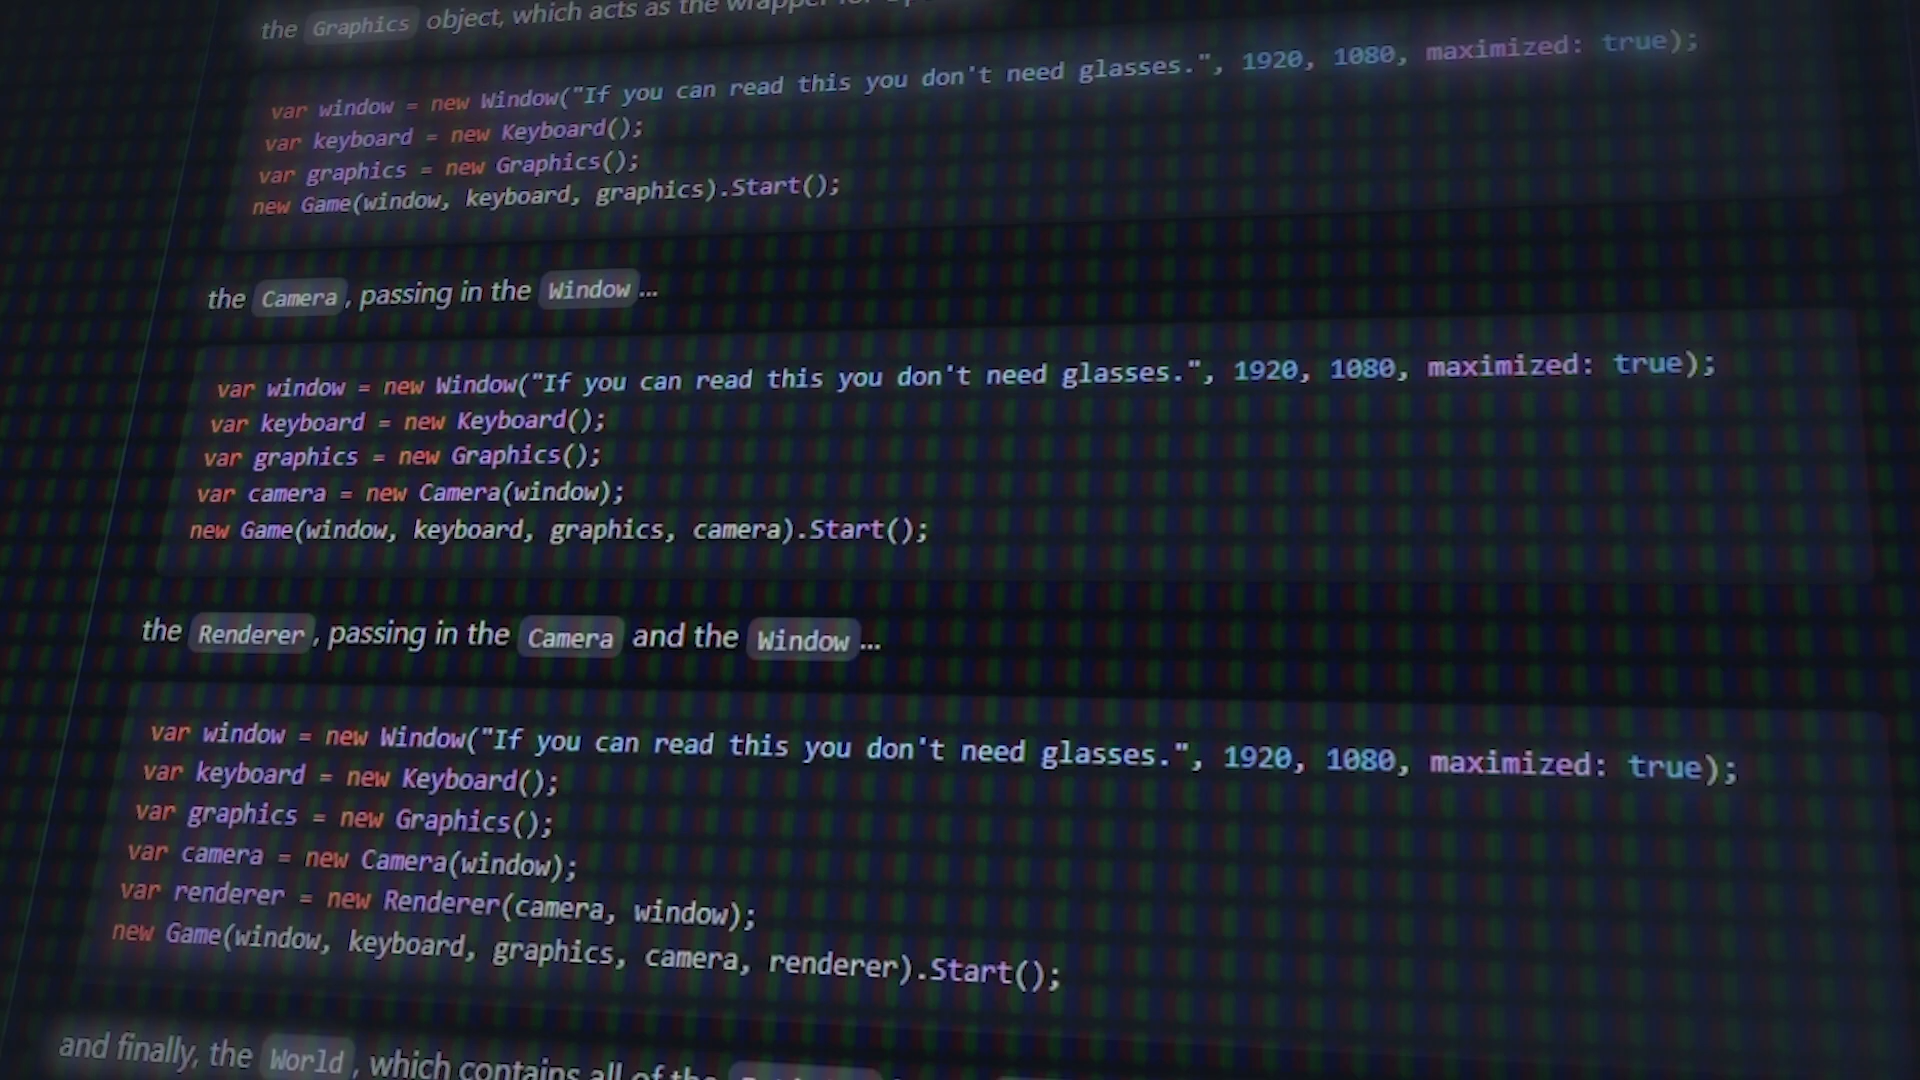 the Graphics object, which acts as the wrapper for
var window = new Window("If you can read this you don't need glasses.", 1920, 1080, maximized: true);
var keyboard = new Keyboard();
var graphics = new Graphics();
new Game(window, keyboard, graphics).Start();
the Camera, passing in the Window...
var window = new Window("If you can read this you don't need glasses.", 1920, 1080, maximized: true);
var keyboard = new Keyboard();
var graphics = new Graphics();
var camera = new Camera(window);
new Game(window, keyboard, graphics, camera).Start();
the Renderer, passing in the Camera and the Window...
var window = new Window("If you can read this you don't need glasses.", 1920, 1080, maximized: true);
var keyboard = new Keyboard();
var graphics = new Graphics();
var camera = new Camera(window);
var renderer = new Renderer(camera, window);
new Game(window, keyboard, graphics, camera, renderer).Start();
and finally, the World, which contains all of the